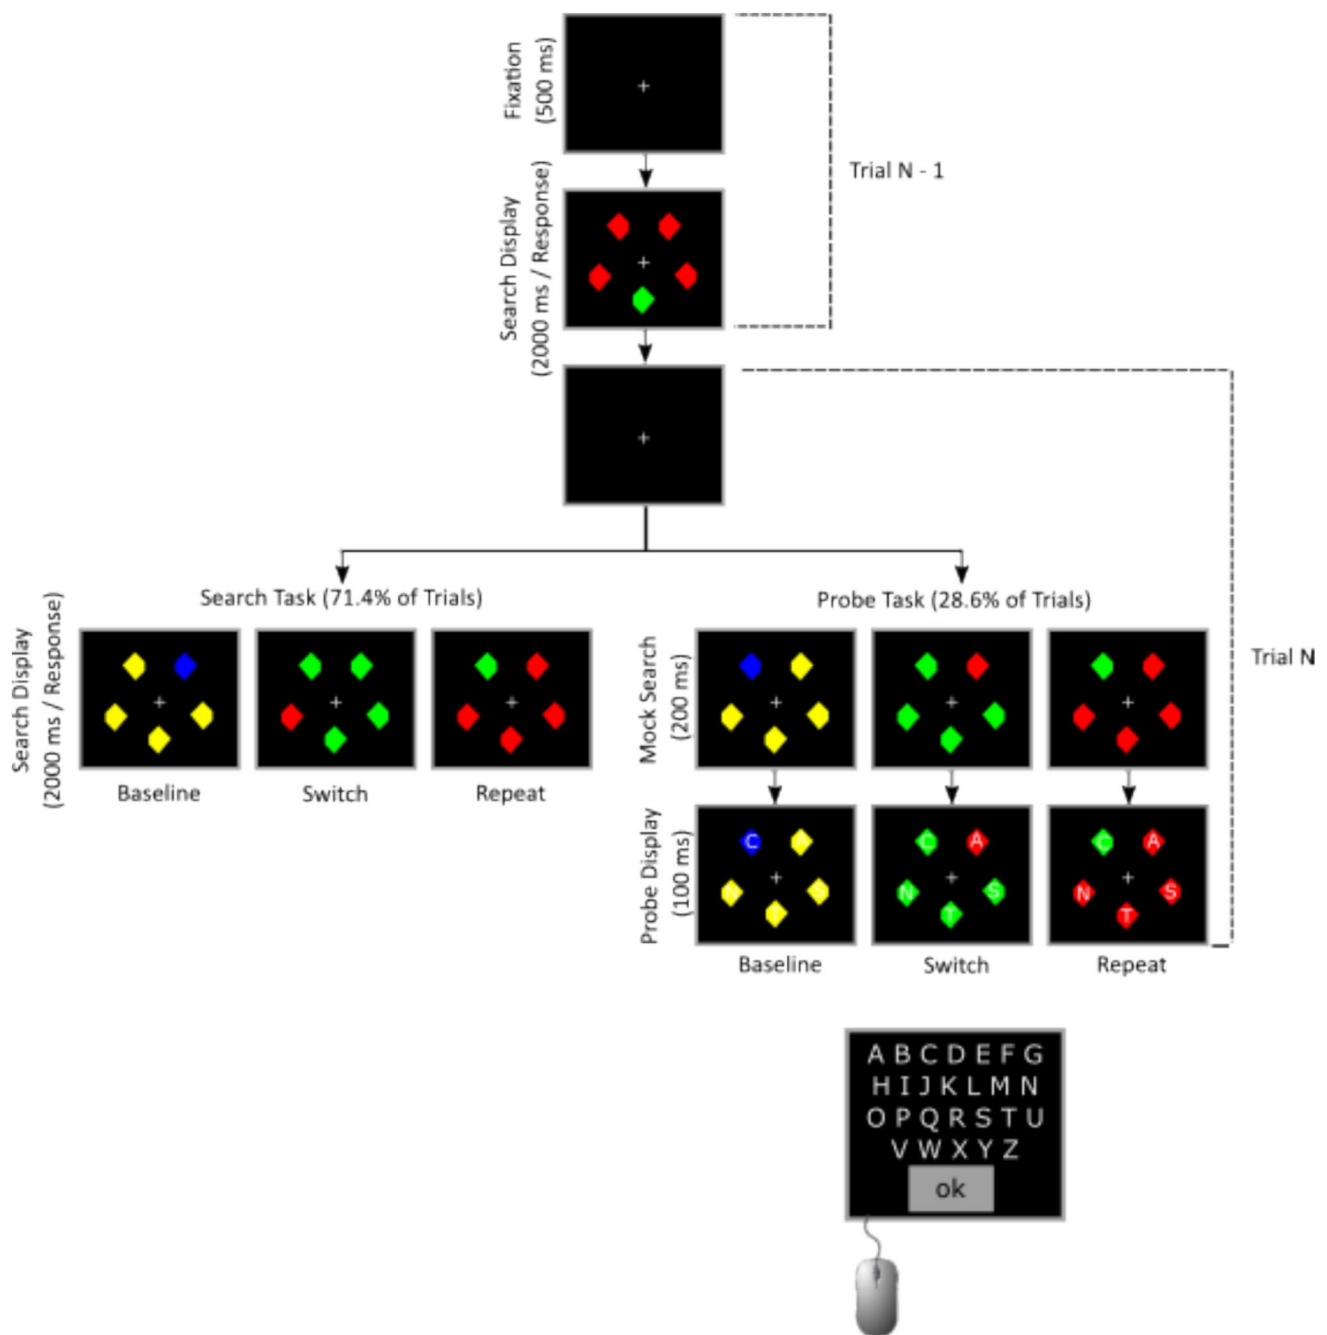 Fixation
(500 ms)
Trial N - 1
Search Display
(2000 ms / Response)
Search Task (71.4% of Trials)
Probe Task (28.6% of Trials)
Search Display
(2000 ms / Response)
Mock Search
(200 ms)
Trial N
Baseline
Switch
Repeat
Probe Display
(100 ms)
C
C A
C A
N S
N S
N S
T
T
Baseline
Switch
Repeat
A B C D E F G
H I J K L M N
O P Q R S T U
V W X Y Z
ok